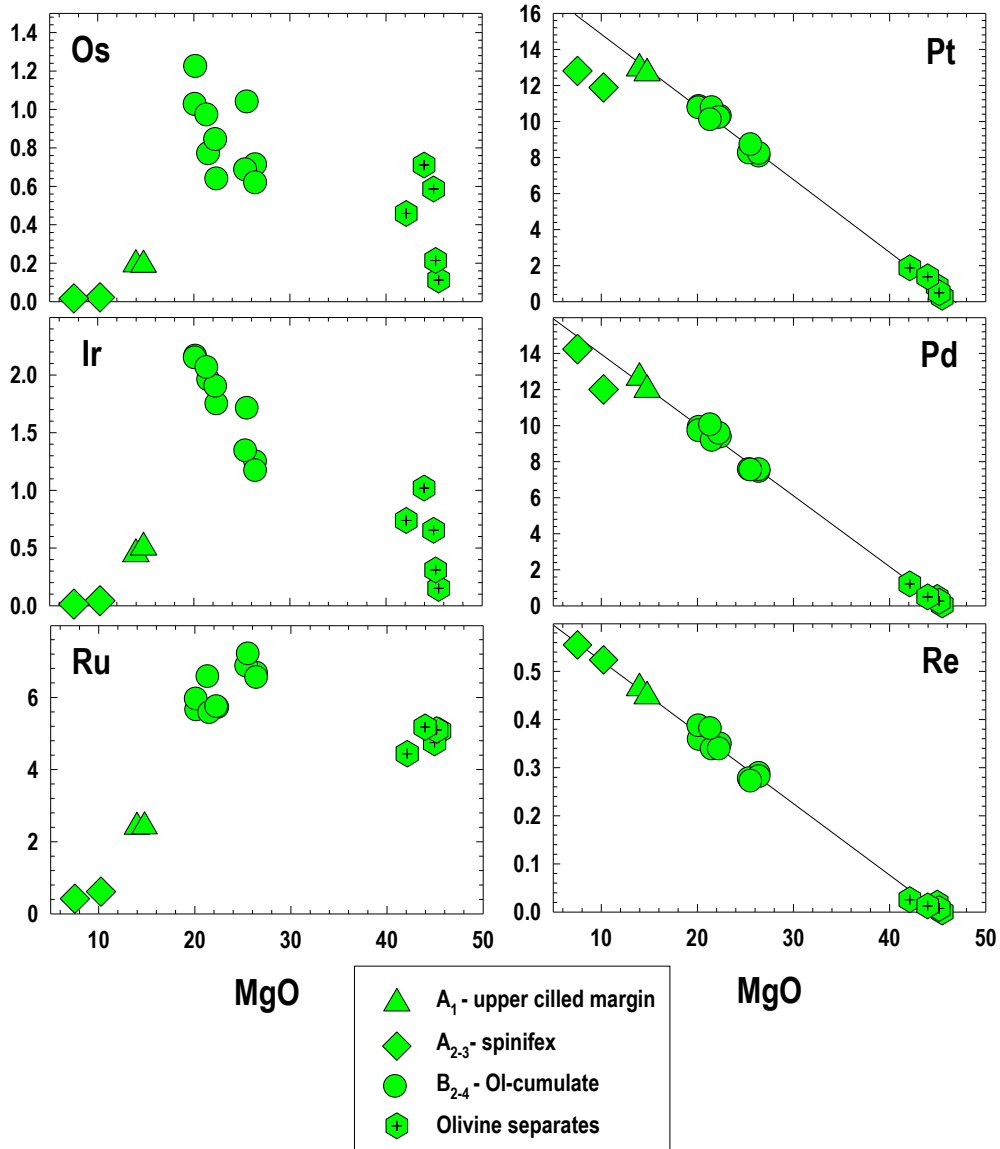 Os
1.4
1.2
1.0
0.8
0.6
0.4
0.2
0.0
Pt
16
14
12
10
8
6
4
2
0
Ir
2.0
1.5
1.0
0.5
0.0
Pd
14
12
10
8
6
4
2
0
Ru
6
4
2
0
10 20 30 40 50
MgO
Re
0.5
0.4
0.3
0.2
0.1
0.0
10 20 30 40 50
MgO
A1 - upper cilled margin
A2-3- spinifex
B2-4 - Ol-cumulate
Olivine separates